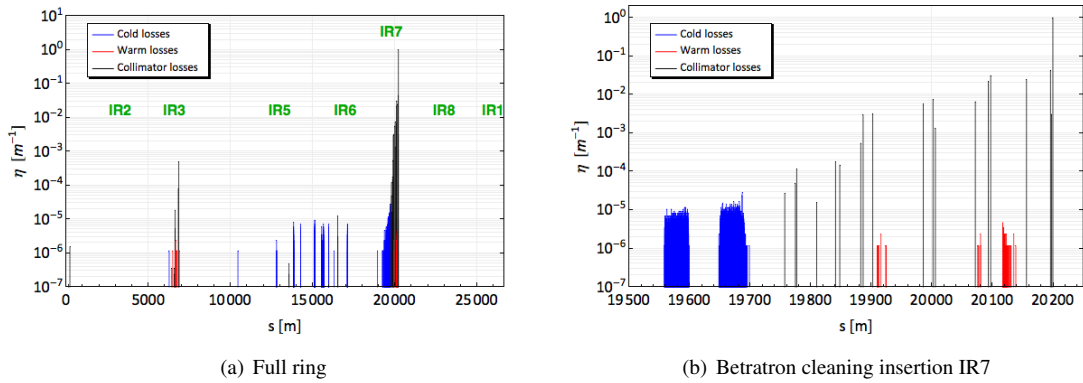 Cold losses
Warm losses
Collimator losses
IR7
IR2
IR3
IR5
IR6
IR8
IR1
10^1
10^0
10^-1
10^-2
10^-3
10^-4
10^-5
10^-6
10^-7
η [m^-1]
0 5000 10000 15000 20000 25000
s [m]
(a) Full ring
Cold losses
Warm losses
Collimator losses
10^0
10^-1
10^-2
10^-3
10^-4
10^-5
10^-6
10^-7
η [m^-1]
19500 19600 19700 19800 19900 20000 20100 20200
s [m]
(b) Betratron cleaning insertion IR7